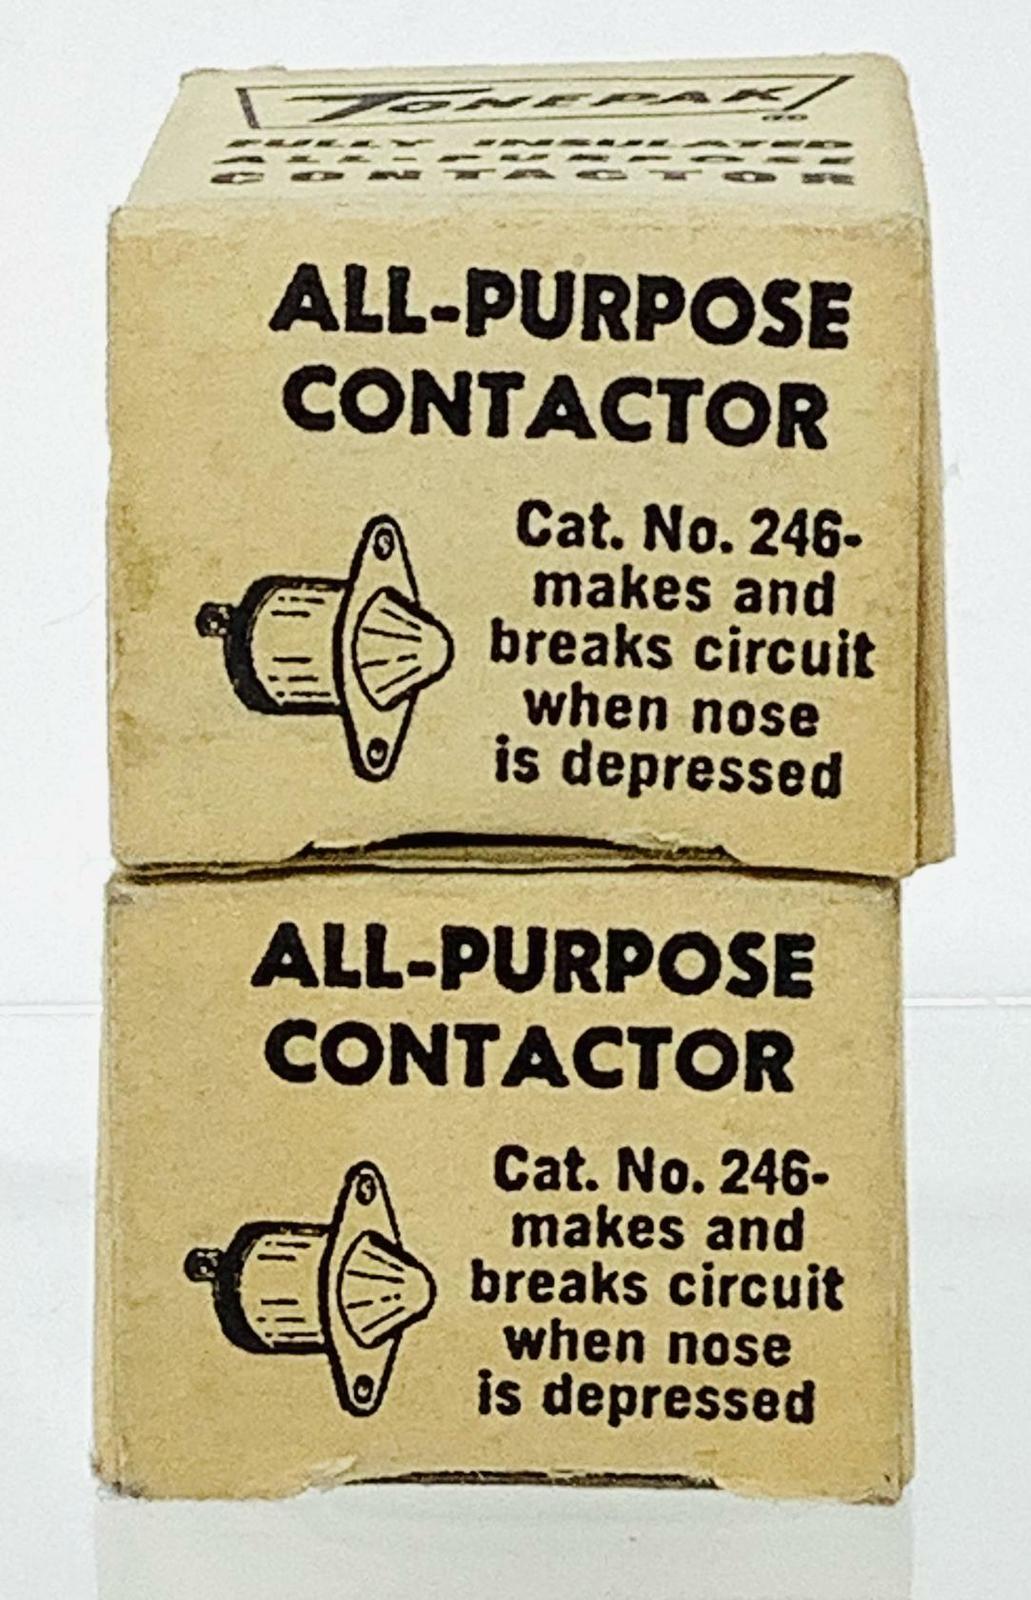 TONEPAK
FULLY INSULATED
ALL-PURPOSE
CONTACTOR
ALL-PURPOSE
CONTACTOR
Cat. No. 246-
makes and
breaks circuit
when nose
is depressed
ALL-PURPOSE
CONTACTOR
Cat. No. 246-
makes and
breaks circuit
when nose
is depressed